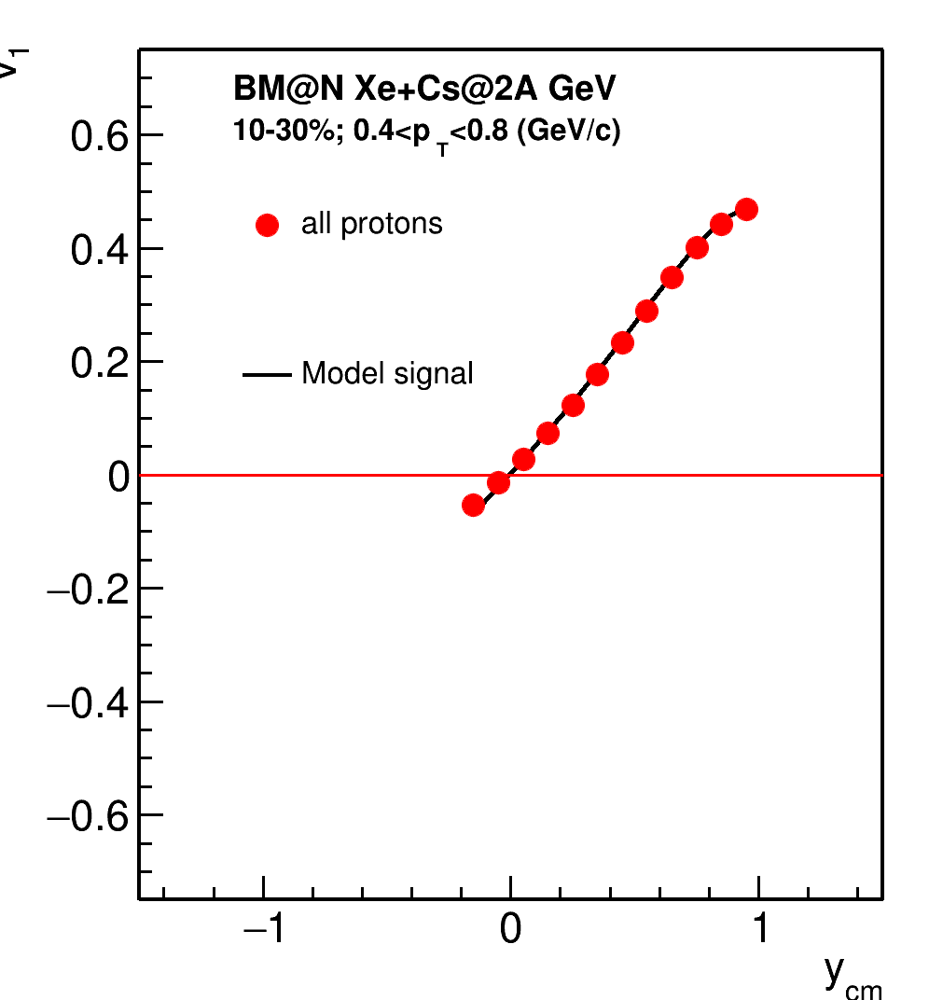 v1
BM@N Xe+Cs@2A GeV
10-30%; 0.4<pT<0.8 (GeV/c)
all protons
Model signal
0.6
0.4
0.2
0
−0.2
−0.4
−0.6
−1 0 1
ycm